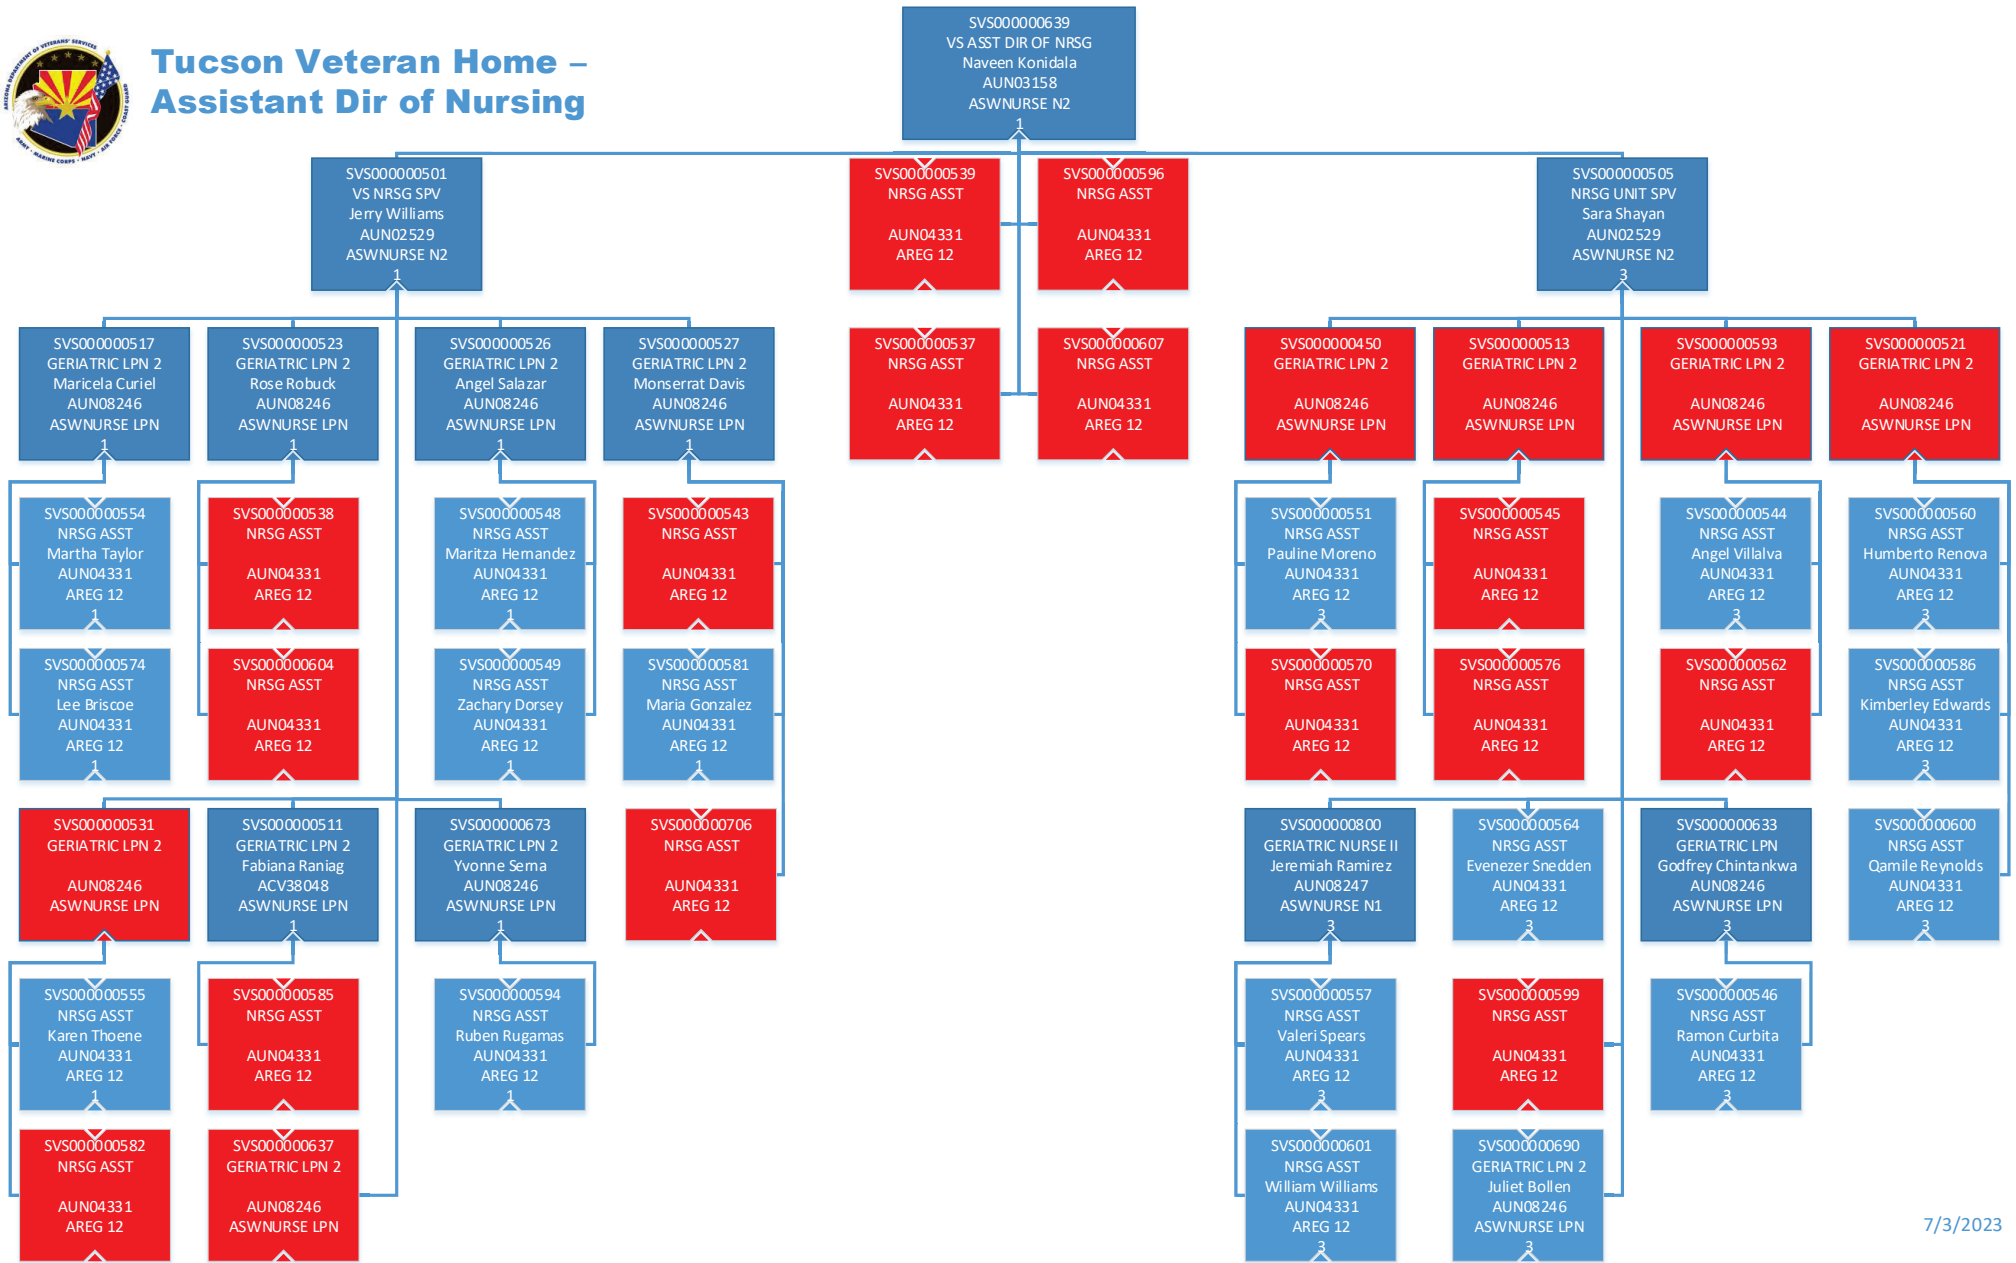 ARIZONA DEPARTMENT OF VETERANS' SERVICES
ARMY - MARINE CORPS - NAVY - AIR FORCE - COAST GUARD
Tucson Veteran Home –
Assistant Dir of Nursing
SVS000000639
VS ASST DIR OF NRSG
Naveen Konidala
AUN03158
ASWNURSE N2
1
SVS000000501
VS NRSG SPV
Jerry Williams
AUN02529
ASWNURSE N2
1
SVS000000539
NRSG ASST
AUN04331
AREG 12
SVS000000596
NRSG ASST
AUN04331
AREG 12
SVS000000505
NRSG UNIT SPV
Sara Shayan
AUN02529
ASWNURSE N2
3
SVS000000517
GERIATRIC LPN 2
Maricela Curiel
AUN08246
ASWNURSE LPN
1
SVS000000523
GERIATRIC LPN 2
Rose Robuck
AUN08246
ASWNURSE LPN
1
SVS000000526
GERIATRIC LPN 2
Angel Salazar
AUN08246
ASWNURSE LPN
1
SVS000000527
GERIATRIC LPN 2
Monserrat Davis
AUN08246
ASWNURSE LPN
1
SVS000000537
NRSG ASST
AUN04331
AREG 12
SVS000000607
NRSG ASST
AUN04331
AREG 12
SVS000000450
GERIATRIC LPN 2
AUN08246
ASWNURSE LPN
SVS000000513
GERIATRIC LPN 2
AUN08246
ASWNURSE LPN
SVS000000593
GERIATRIC LPN 2
AUN08246
ASWNURSE LPN
SVS000000521
GERIATRIC LPN 2
AUN08246
ASWNURSE LPN
SVS000000554
NRSG ASST
Martha Taylor
AUN04331
AREG 12
1
SVS000000538
NRSG ASST
AUN04331
AREG 12
SVS000000548
NRSG ASST
Maritza Hernandez
AUN04331
AREG 12
1
SVS000000543
NRSG ASST
AUN04331
AREG 12
SVS000000551
NRSG ASST
Pauline Moreno
AUN04331
AREG 12
3
SVS000000545
NRSG ASST
AUN04331
AREG 12
SVS000000544
NRSG ASST
Angel Villalva
AUN04331
AREG 12
3
SVS000000560
NRSG ASST
Humberto Renova
AUN04331
AREG 12
3
SVS000000574
NRSG ASST
Lee Briscoe
AUN04331
AREG 12
1
SVS000000604
NRSG ASST
AUN04331
AREG 12
SVS000000549
NRSG ASST
Zachary Dorsey
AUN04331
AREG 12
1
SVS000000581
NRSG ASST
Maria Gonzalez
AUN04331
AREG 12
1
SVS000000570
NRSG ASST
AUN04331
AREG 12
SVS000000576
NRSG ASST
AUN04331
AREG 12
SVS000000562
NRSG ASST
AUN04331
AREG 12
SVS000000586
NRSG ASST
Kimberley Edwards
AUN04331
AREG 12
3
SVS000000531
GERIATRIC LPN 2
AUN08246
ASWNURSE LPN
SVS000000511
GERIATRIC LPN 2
Fabiana Raniag
ACV38048
ASWNURSE LPN
1
SVS000000673
GERIATRIC LPN 2
Yvonne Serna
AUN08246
ASWNURSE LPN
1
SVS000000706
NRSG ASST
AUN04331
AREG 12
SVS000000800
GERIATRIC NURSE II
Jeremiah Ramirez
AUN08247
ASWNURSE N1
3
SVS000000564
NRSG ASST
Evenezer Snedden
AUN04331
AREG 12
3
SVS000000633
GERIATRIC LPN
Godfrey Chintankwa
AUN08246
ASWNURSE LPN
3
SVS000000600
NRSG ASST
Qamile Reynolds
AUN04331
AREG 12
3
SVS000000555
NRSG ASST
Karen Thoene
AUN04331
AREG 12
1
SVS000000585
NRSG ASST
AUN04331
AREG 12
SVS000000594
NRSG ASST
Ruben Rugamas
AUN04331
AREG 12
1
SVS000000557
NRSG ASST
Valeri Spears
AUN04331
AREG 12
3
SVS000000599
NRSG ASST
AUN04331
AREG 12
SVS000000546
NRSG ASST
Ramon Curbita
AUN04331
AREG 12
3
SVS000000582
NRSG ASST
AUN04331
AREG 12
SVS000000637
GERIATRIC LPN 2
AUN08246
ASWNURSE LPN
SVS000000601
NRSG ASST
William Williams
AUN04331
AREG 12
3
SVS000000690
GERIATRIC LPN 2
Juliet Bollen
AUN08246
ASWNURSE LPN
3
7/3/2023